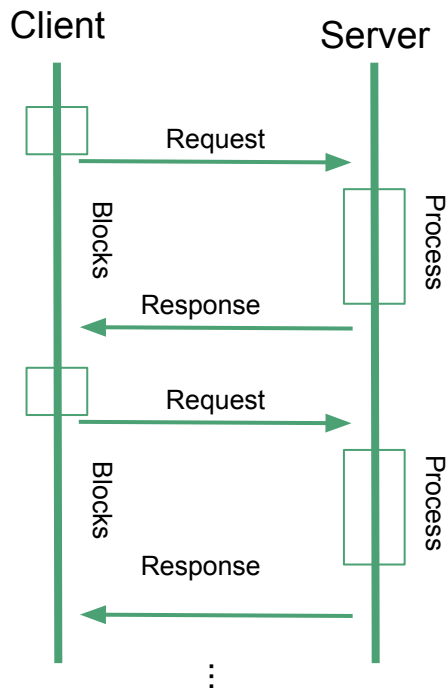 Client
Server
Request
Blocks
Process
Response
Request
Blocks
Process
Response
...